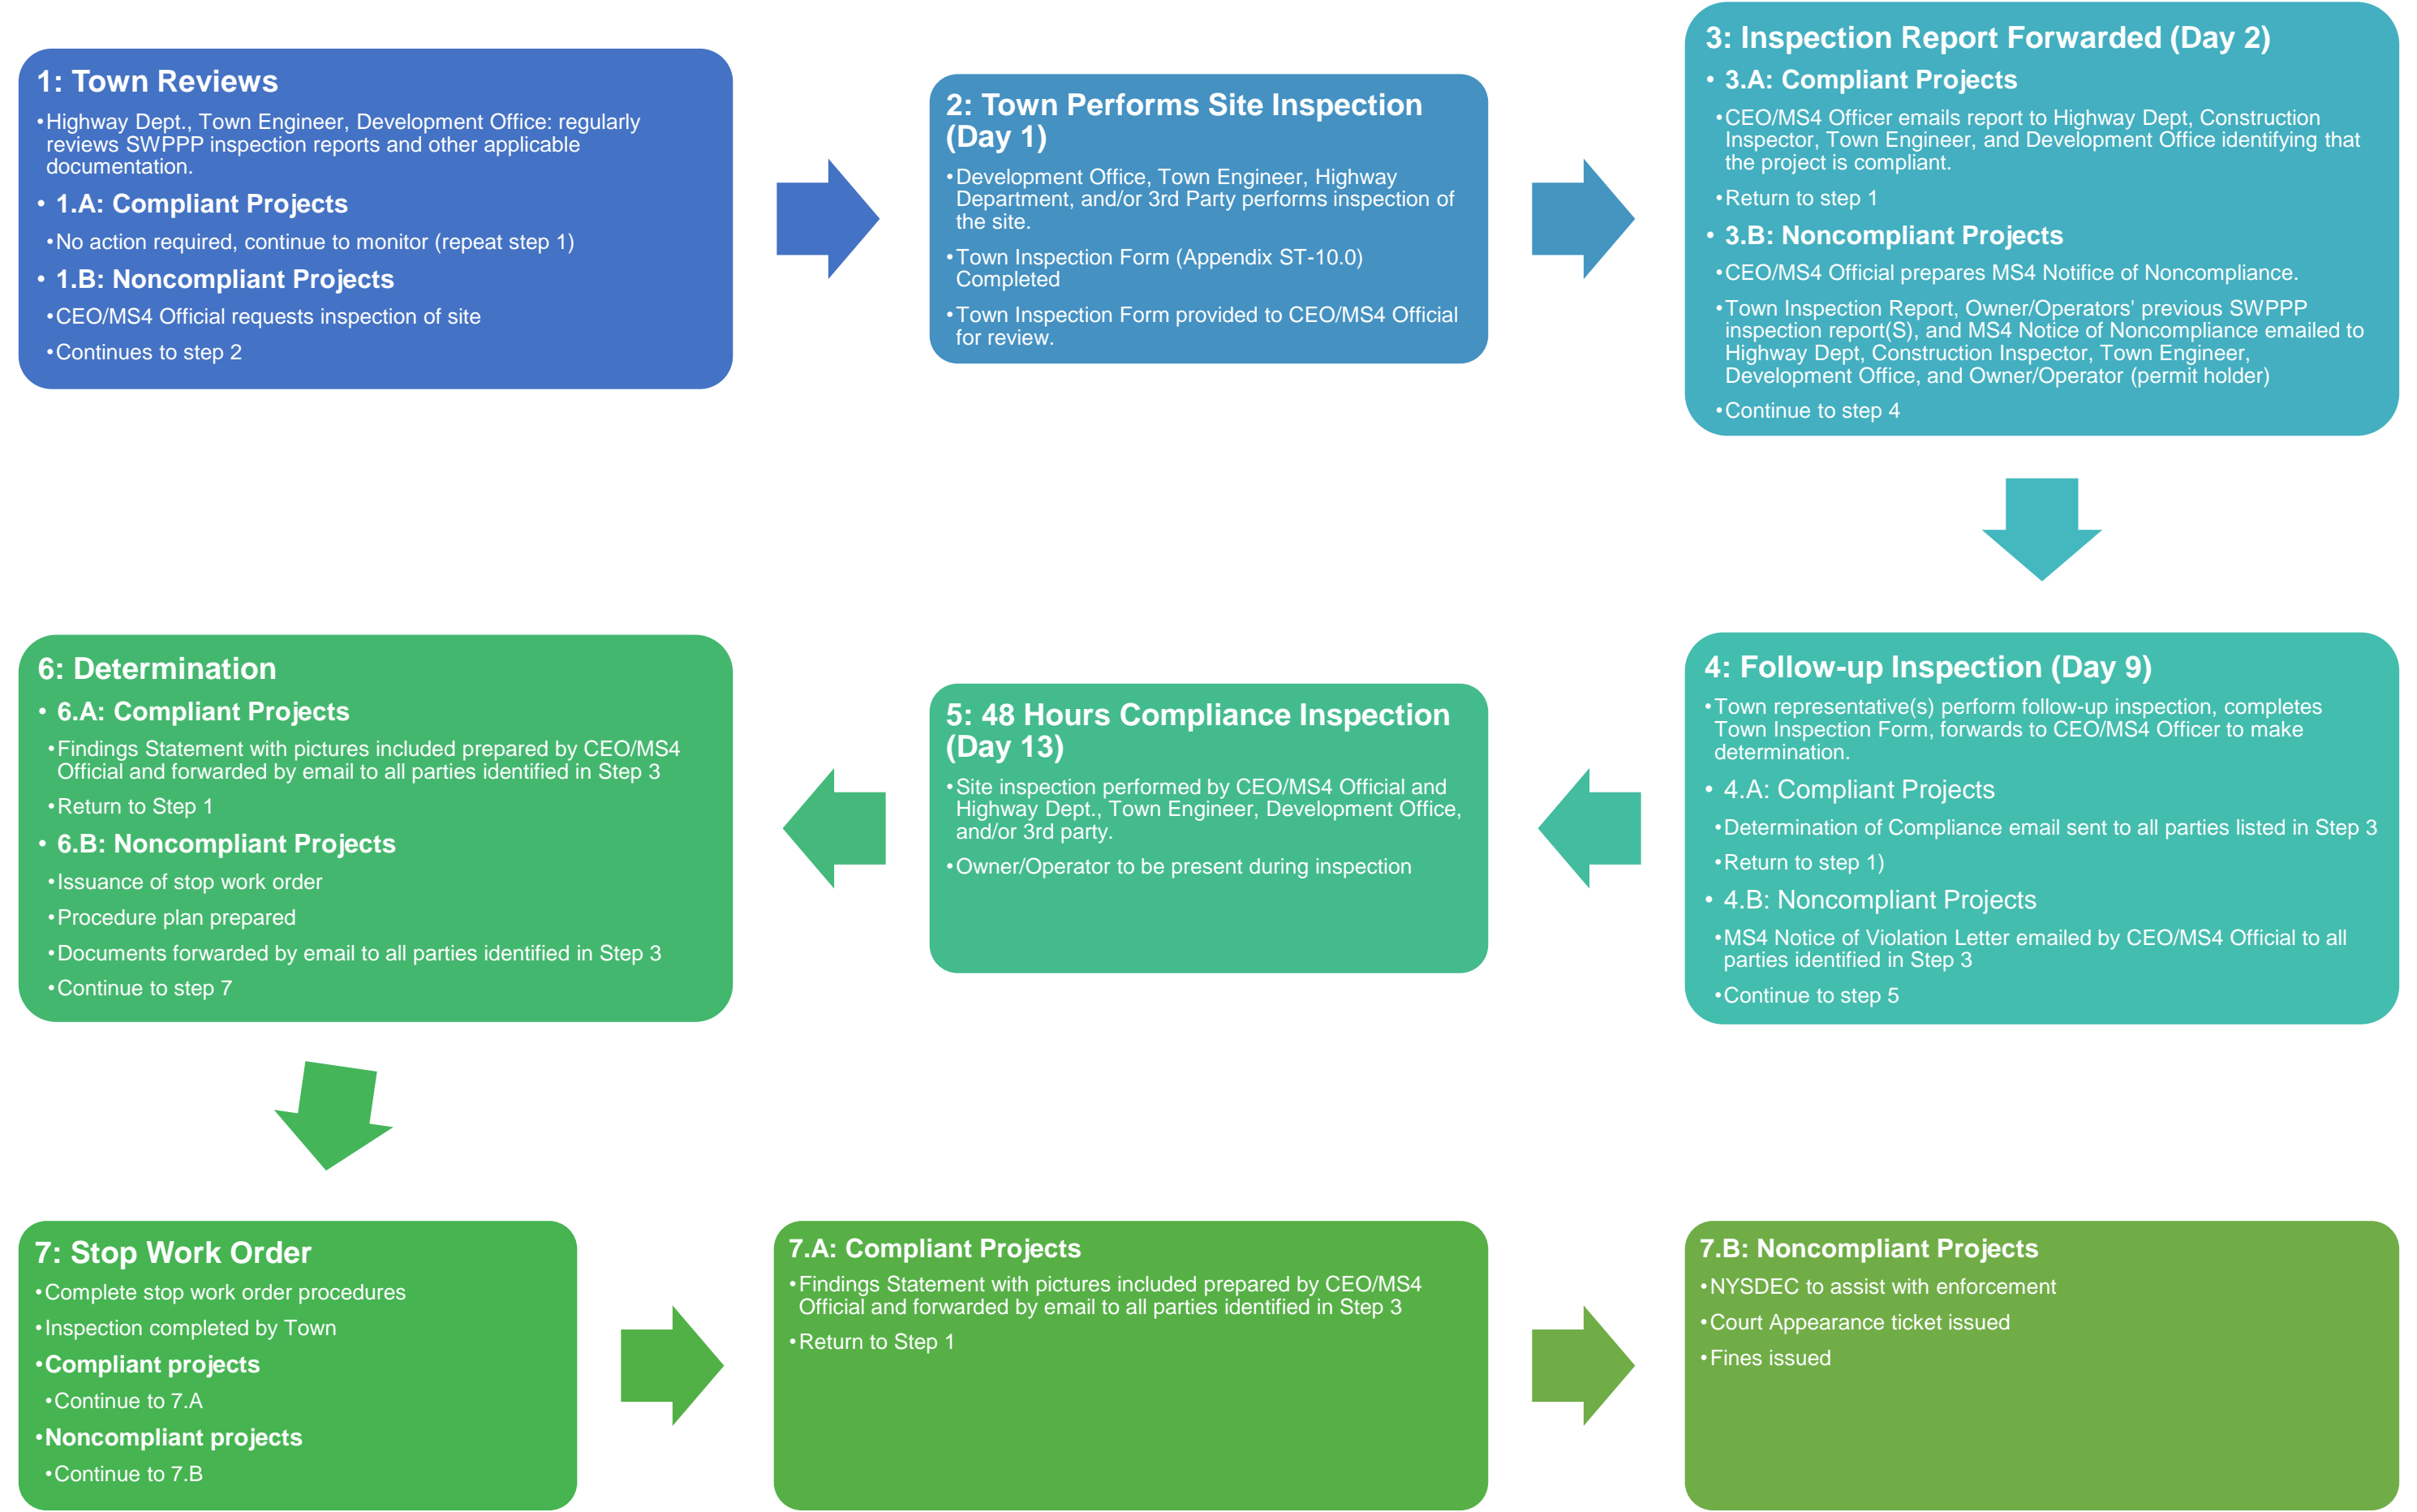 1: Town Reviews
•Highway Dept., Town Engineer, Development Office: regularly
reviews SWPPP inspection reports and other applicable
documentation.
• 1.A: Compliant Projects
•No action required, continue to monitor (repeat step 1)
• 1.B: Noncompliant Projects
•CEO/MS4 Official requests inspection of site
•Continues to step 2
2: Town Performs Site Inspection
(Day 1)
•Development Office, Town Engineer, Highway
Department, and/or 3rd Party performs inspection of
the site.
•Town Inspection Form (Appendix ST-10.0)
Completed
•Town Inspection Form provided to CEO/MS4 Official
for review.
3: Inspection Report Forwarded (Day 2)
• 3.A: Compliant Projects
•CEO/MS4 Officer emails report to Highway Dept, Construction
Inspector, Town Engineer, and Development Office identifying that
the project is compliant.
•Return to step 1
• 3.B: Noncompliant Projects
•CEO/MS4 Official prepares MS4 Notifice of Noncompliance.
•Town Inspection Report, Owner/Operators' previous SWPPP
inspection report(S), and MS4 Notice of Noncompliance emailed to
Highway Dept, Construction Inspector, Town Engineer,
Development Office, and Owner/Operator (permit holder)
•Continue to step 4
4: Follow-up Inspection (Day 9)
•Town representative(s) perform follow-up inspection, completes
Town Inspection Form, forwards to CEO/MS4 Officer to make
determination.
• 4.A: Compliant Projects
•Determination of Compliance email sent to all parties listed in Step 3
•Return to step 1)
• 4.B: Noncompliant Projects
•MS4 Notice of Violation Letter emailed by CEO/MS4 Official to all
parties identified in Step 3
•Continue to step 5
5: 48 Hours Compliance Inspection
(Day 13)
•Site inspection performed by CEO/MS4 Official and
Highway Dept., Town Engineer, Development Office,
and/or 3rd party.
•Owner/Operator to be present during inspection
6: Determination
• 6.A: Compliant Projects
•Findings Statement with pictures included prepared by CEO/MS4
Official and forwarded by email to all parties identified in Step 3
•Return to Step 1
• 6.B: Noncompliant Projects
•Issuance of stop work order
•Procedure plan prepared
•Documents forwarded by email to all parties identified in Step 3
•Continue to step 7
7: Stop Work Order
•Complete stop work order procedures
•Inspection completed by Town
•Compliant projects
•Continue to 7.A
•Noncompliant projects
•Continue to 7.B
7.A: Compliant Projects
•Findings Statement with pictures included prepared by CEO/MS4
Official and forwarded by email to all parties identified in Step 3
•Return to Step 1
7.B: Noncompliant Projects
•NYSDEC to assist with enforcement
•Court Appearance ticket issued
•Fines issued